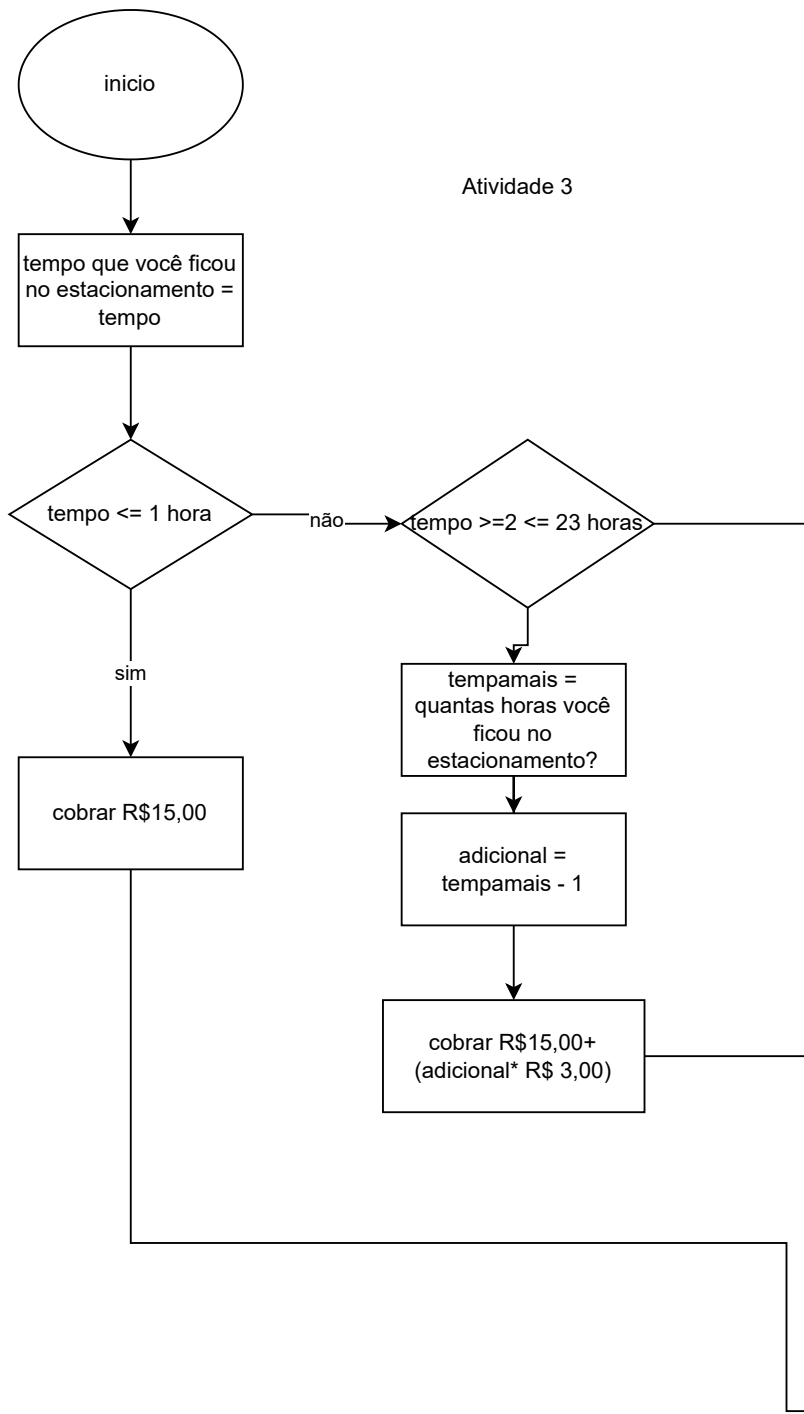 inicio
Atividade 3
tempo que você ficou
no estacionamento =
tempo
tempo <= 1 hora
não
tempo >=2 <= 23 horas
sim
tempamais =
quantas horas você
ficou no
estacionamento?
cobrar R$15,00
adicional =
tempamais - 1
cobrar R$15,00+
(adicional* R$ 3,00)